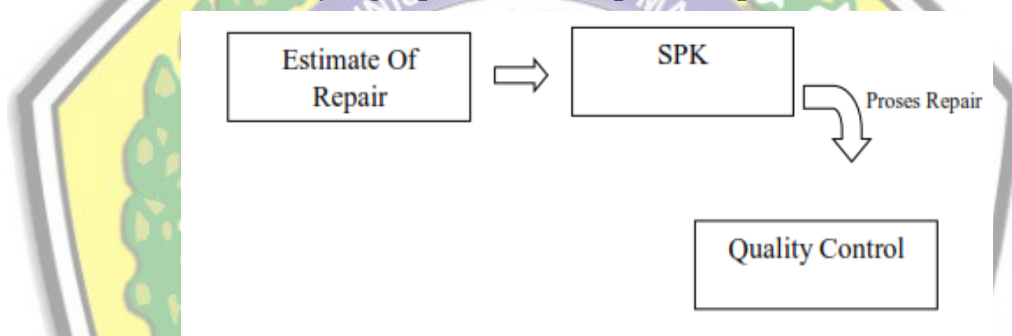 Estimate Of
Repair
SPK
Proses Repair
Quality Control